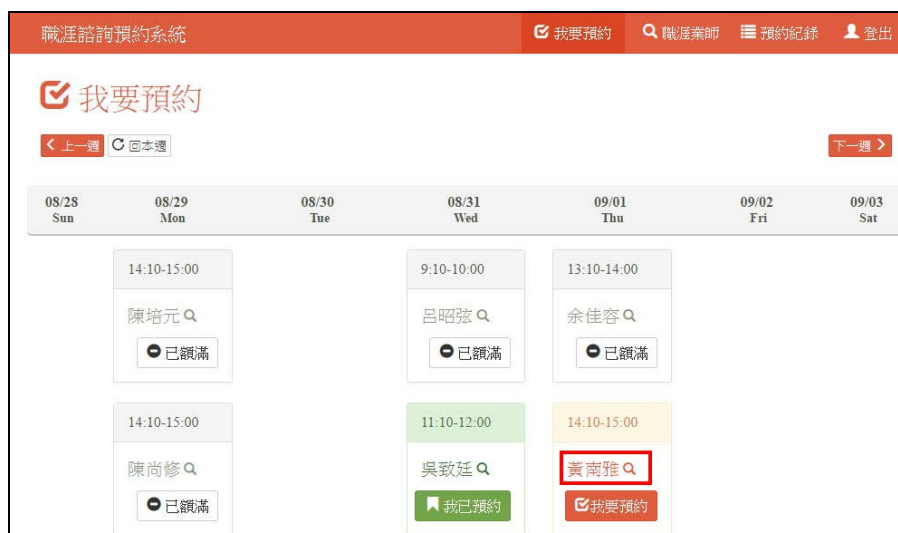 職涯諮詢預約系統 我要預約 職涯業師 預約紀錄 登出
我要預約
上一週 回本週 下一週
08/28 08/29 08/30 08/31 09/01 09/02 09/03
Sun Mon Tue Wed Thu Fri Sat
14:10-15:00 9:10-10:00 13:10-14:00
陳培元 呂昭弦 余佳容
已額滿 已額滿 已額滿
14:10-15:00 11:10-12:00 14:10-15:00
陳尚修 吳致廷 黃南雅
已額滿 我已預約 我要預約